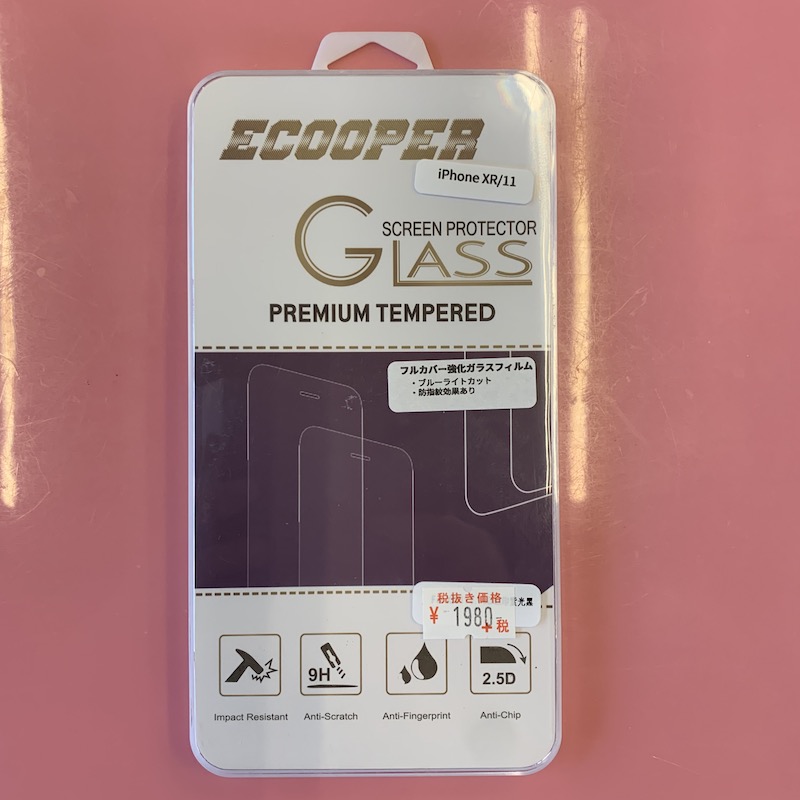 ECOOPER
iPhone XR/11
SCREEN PROTECTOR
GLASS
PREMIUM TEMPERED
フルカバー強化ガラスフィルム
・ブルーライトカット
・防指紋効果あり
税抜き価格
¥ 1980
+税
光黒
9H
2.5D
Impact Resistant
Anti-Scratch
Anti-Fingerprint
Anti-Chip